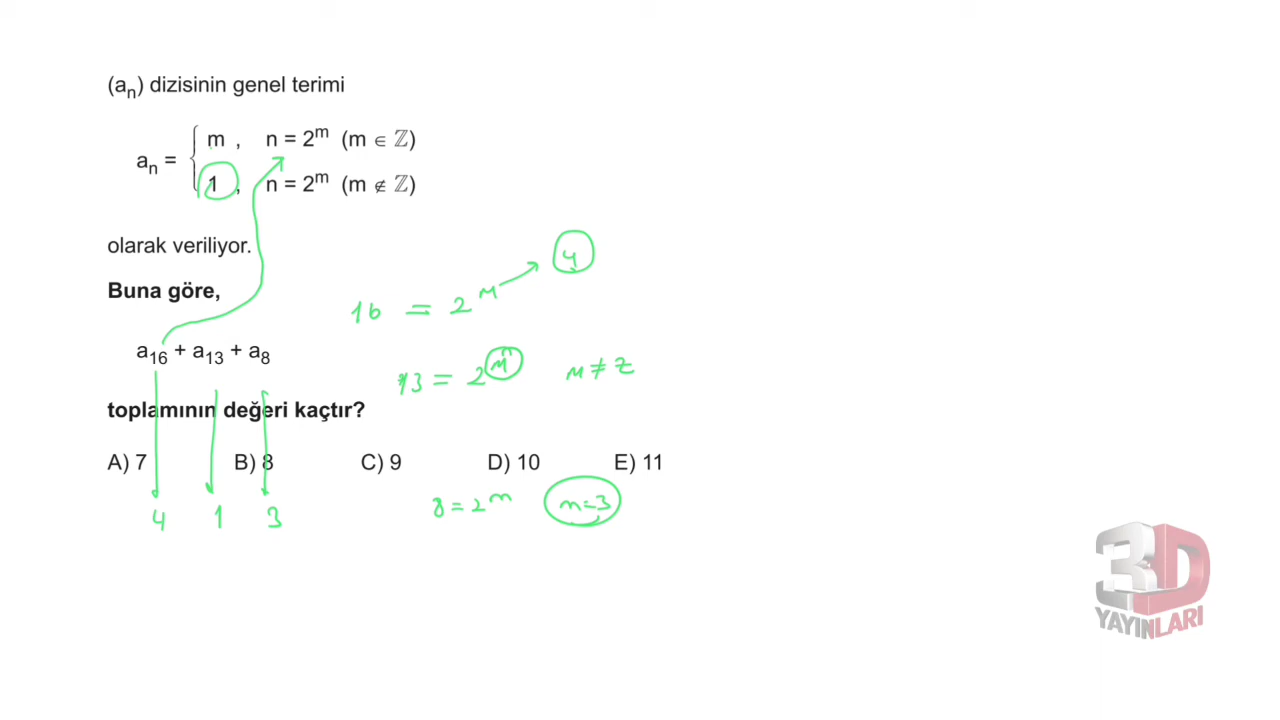 (aₙ) dizisinin genel terimi
aₙ = { m , n = 2ᵐ (m ∈ ℤ)
1 , n = 2ᵐ (m ∉ ℤ)
olarak veriliyor.
Buna göre,
16 = 2ᵐ → 4
a₁₆ + a₁₃ + a₈
13 = 2ᵐ m ≠ z
toplamının değeri kaçtır?
A) 7 B) 8 C) 9 D) 10 E) 11
8 = 2ᵐ m=3
4 1 3
3D
YAYINLARI